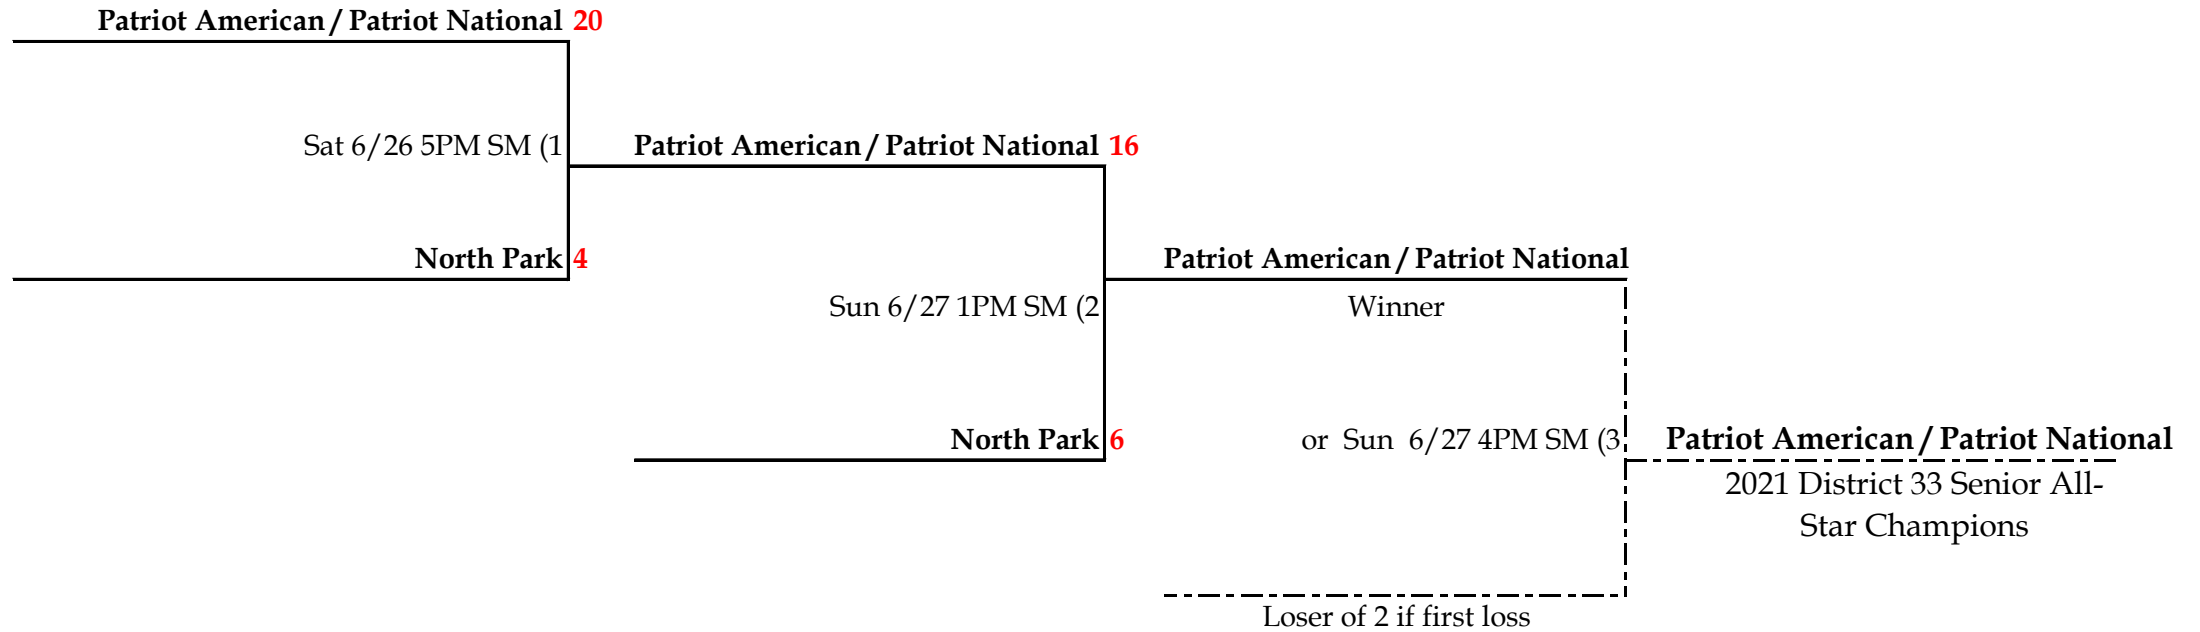 Patriot American / Patriot National 20
Sat 6/26 5PM SM (1
Patriot American / Patriot National 16
North Park 4
Patriot American / Patriot National
Sun 6/27 1PM SM (2
Winner
North Park 6
or Sun 6/27 4PM SM (3
Patriot American / Patriot National
2021 District 33 Senior All-
Star Champions
Loser of 2 if first loss